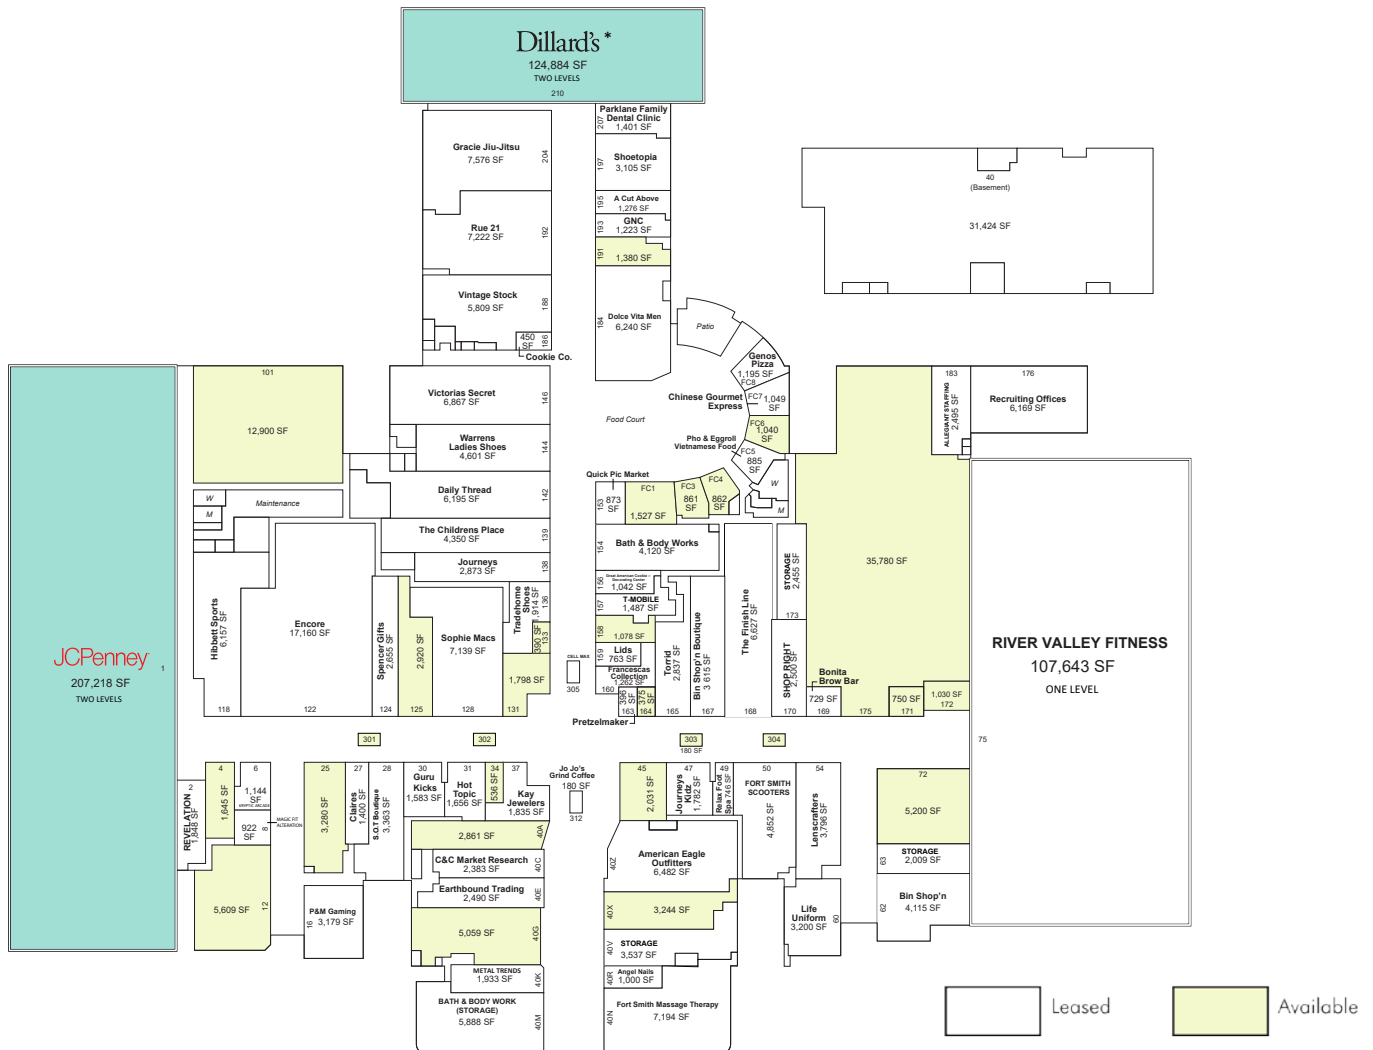 Dillard's *
124,884 SF
TWO LEVELS
210
Parklane Family
Dental Clinic
1,401 SF
207
Gracie Jiu-Jitsu
7,576 SF
204
Shoetopia
3,105 SF
197
A Cut Above
1,276 SF
195
GNC
1,223 SF
193
1,380 SF
191
Rue 21
7,222 SF
192
Vintage Stock
5,809 SF
188
450
SF
186
Cookie Co.
Dolce Vita Men
6,240 SF
184
Patio
40
(Basement)
31,424 SF
Genos
Pizza
1,195 SF
FC8
Chinese Gourmet
Express
FC7
1,049
SF
FC6
1,040
SF
Pho & Eggroll
Vietnamese Food
FC5
885
SF
W
M
Food Court
Quick Pic Market
153
873
SF
FC1
1,527 SF
FC3
861
SF
FC4
862
SF
101
12,900 SF
W
M
Maintenance
Victorias Secret
6,867 SF
146
Warrens
Ladies Shoes
4,601 SF
144
Daily Thread
6,195 SF
142
The Childrens Place
4,350 SF
139
Journeys
2,873 SF
138
Bath & Body Works
4,120 SF
154
Great American Cookie -
Decorating Center
1,042 SF
156
T-MOBILE
1,487 SF
157
1,078 SF
158
Lids
763 SF
159
Francescas
Collection
1,262 SF
160
396
SF
163
375
SF
164
Pretzelmaker
Torrid
2,837 SF
165
Bin Shop'n Boutique
3 615 SF
167
The Finish Line
6,627 SF
168
STORAGE
2,455 SF
173
SHOP RIGHT
2,500 SF
170
Bonita
Brow Bar
729 SF
169
35,780 SF
175
750 SF
171
1,030 SF
172
183
ALLEGIANT STAFFING
2,495 SF
176
Recruiting Offices
6,169 SF
RIVER VALLEY FITNESS
107,643 SF
ONE LEVEL
75
JCPenney
207,218 SF
TWO LEVELS
1
Hibbett Sports
6,157 SF
118
Encore
17,160 SF
122
Spencer Gifts
2,655 SF
124
2,920 SF
125
Sophie Macs
7,139 SF
128
Tradehome
Shoes
1,914 SF
136
390 SF
133
1,798 SF
131
CELL MAX
305
301
302
303
180 SF
304
2
REVELATION
1,848 SF
4
1,645 SF
6
1,144
SF
KRYPTIC ARCADE
922
SF
8
MAGIC FIT
ALTERATION
5,609 SF
12
25
3,280 SF
27
Claires
1,400 SF
28
S.O.T Boutique
3,363 SF
P&M Gaming
3,179 SF
16
30
Guru
Kicks
1,583 SF
31
Hot
Topic
1,656 SF
34
536 SF
37
Kay
Jewelers
1,835 SF
Jo Jo's
Grind Coffee
180 SF
312
2,861 SF
40A
C&C Market Research
2,383 SF
40C
Earthbound Trading
2,490 SF
40E
5,059 SF
40G
METAL TRENDS
1,933 SF
40K
BATH & BODY WORK
(STORAGE)
5,888 SF
40M
45
2,031 SF
47
Journeys
Kidz
1,782 SF
49
Relax Foot
Spa 746 SF
50
FORT SMITH
SCOOTERS
4,852 SF
54
Lenscrafters
3,796 SF
American Eagle
Outfitters
6,482 SF
40Z
3,244 SF
40X
STORAGE
3,537 SF
40V
Angel Nails
1,000 SF
40R
Fort Smith Massage Therapy
7,194 SF
40N
Life
Uniform
3,200 SF
60
72
5,200 SF
STORAGE
2,009 SF
63
Bin Shop'n
4,115 SF
62
Leased
Available